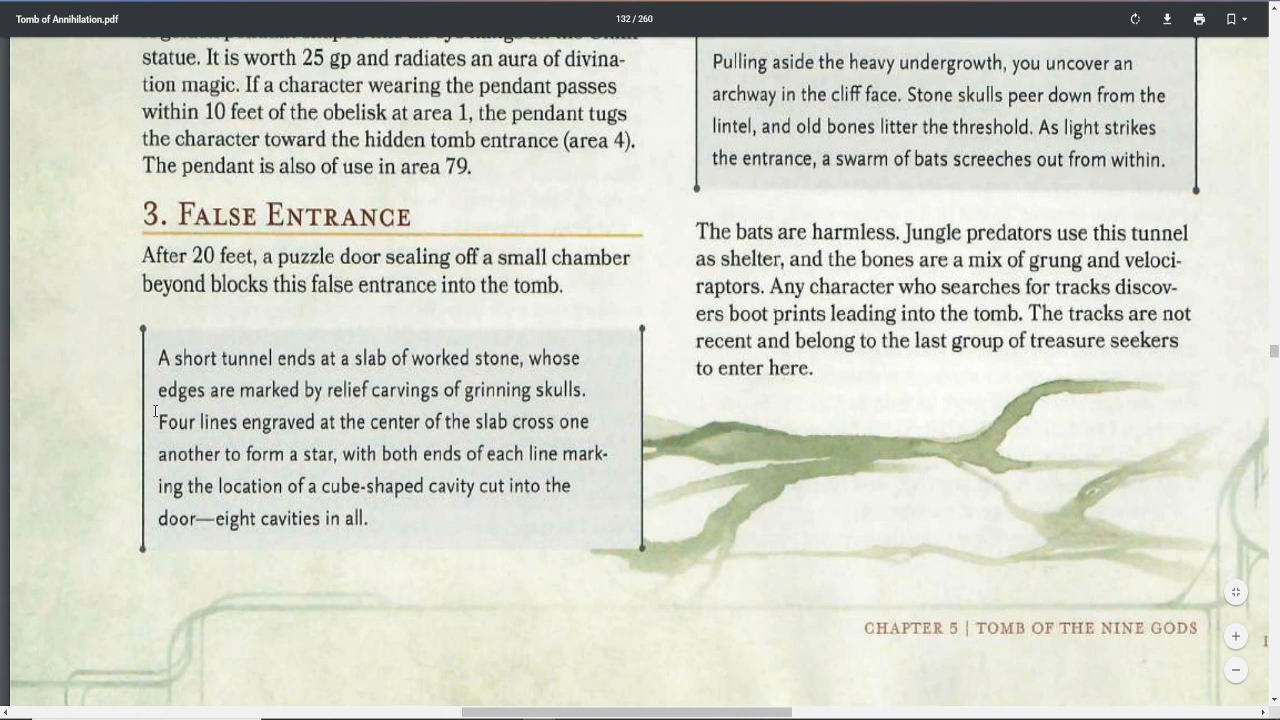 Tomb of Annihilation.pdf
132 / 260
statue. It is worth 25 gp and radiates an aura of divina-
tion magic. If a character wearing the pendant passes
within 10 feet of the obelisk at area 1, the pendant tugs
the character toward the hidden tomb entrance (area 4).
The pendant is also of use in area 79.
3. FALSE ENTRANCE
After 20 feet, a puzzle door sealing off a small chamber
beyond blocks this false entrance into the tomb.
A short tunnel ends at a slab of worked stone, whose
edges are marked by relief carvings of grinning skulls.
Four lines engraved at the center of the slab cross one
another to form a star, with both ends of each line mark-
ing the location of a cube-shaped cavity cut into the
door—eight cavities in all.
Pulling aside the heavy undergrowth, you uncover an
archway in the cliff face. Stone skulls peer down from the
lintel, and old bones litter the threshold. As light strikes
the entrance, a swarm of bats screeches out from within.
The bats are harmless. Jungle predators use this tunnel
as shelter, and the bones are a mix of grung and veloci-
raptors. Any character who searches for tracks discov-
ers boot prints leading into the tomb. The tracks are not
recent and belong to the last group of treasure seekers
to enter here.
CHAPTER 5 | TOMB OF THE NINE GODS